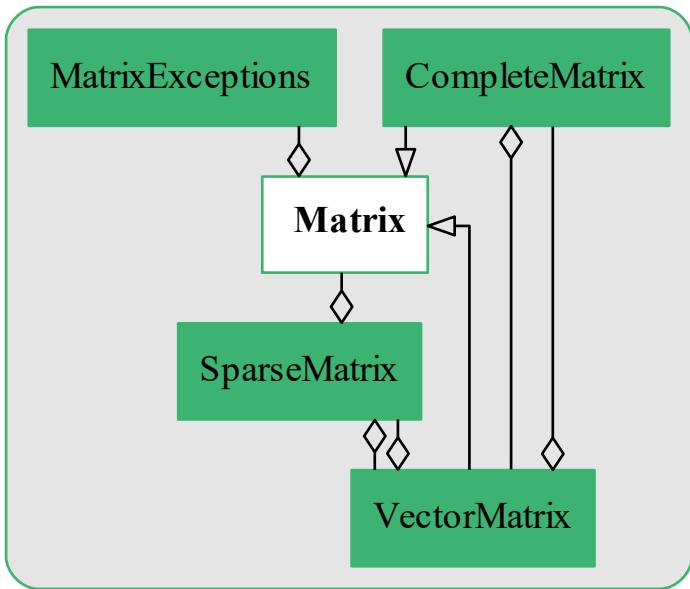 MatrixExceptions
CompleteMatrix
Matrix
SparseMatrix
VectorMatrix